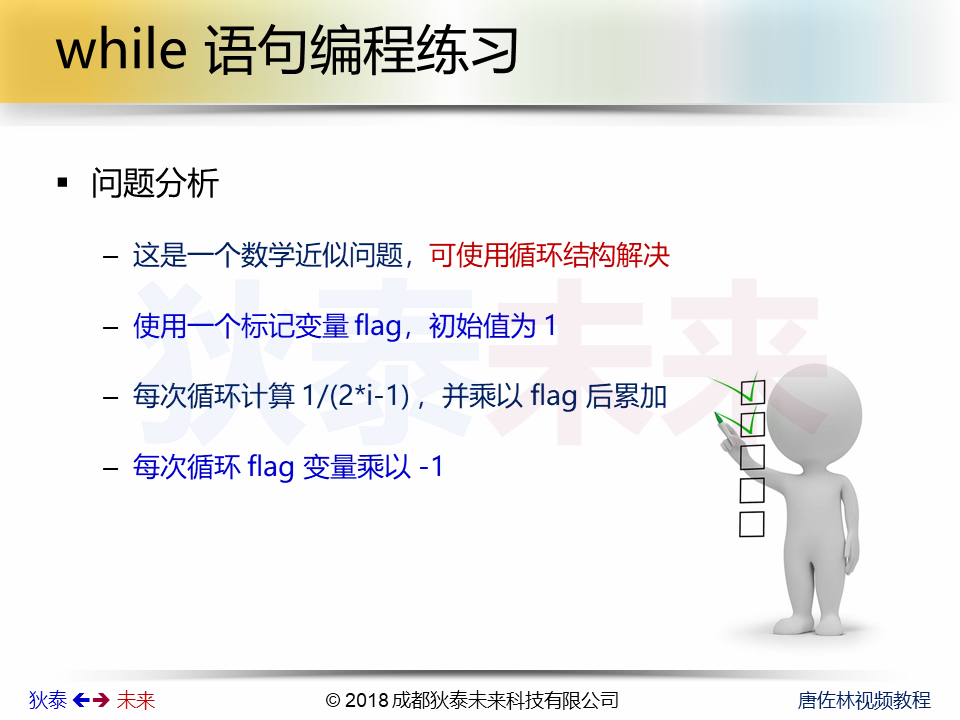 while 语句编程练习
▪ 问题分析
– 这是一个数学近似问题，可使用循环结构解决
– 使用一个标记变量 flag，初始值为 1
– 每次循环计算 1/(2*i-1) ，并乘以 flag 后累加
– 每次循环 flag 变量乘以 -1
狄泰未来
狄泰 🡸🡺 未来
© 2018 成都狄泰未来科技有限公司
唐佐林视频教程